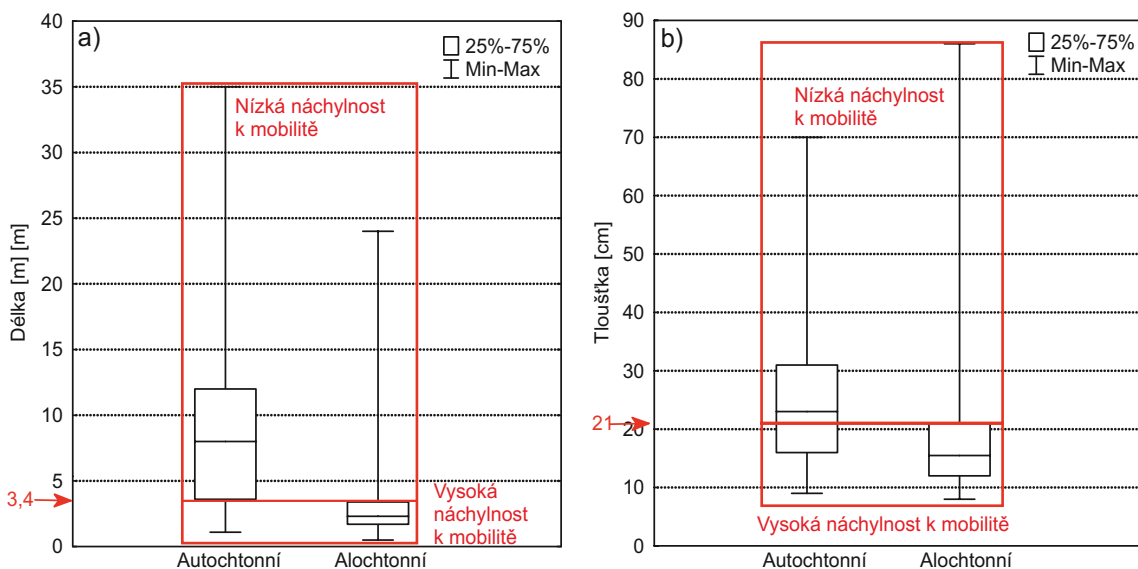 a)
25%-75%
Min-Max
Nízká náchylnost
k mobilitě
Délka [m] [m]
40
35
30
25
20
15
10
5
0
3,4
Vysoká
náchylnost
k mobilitě
Autochtonní
Alochtonní
b)
25%-75%
Min-Max
Nízká náchylnost
k mobilitě
Tloušťka [cm]
90
80
70
60
50
40
30
20
10
0
21
Vysoká náchylnost k mobilitě
Autochtonní
Alochtonní